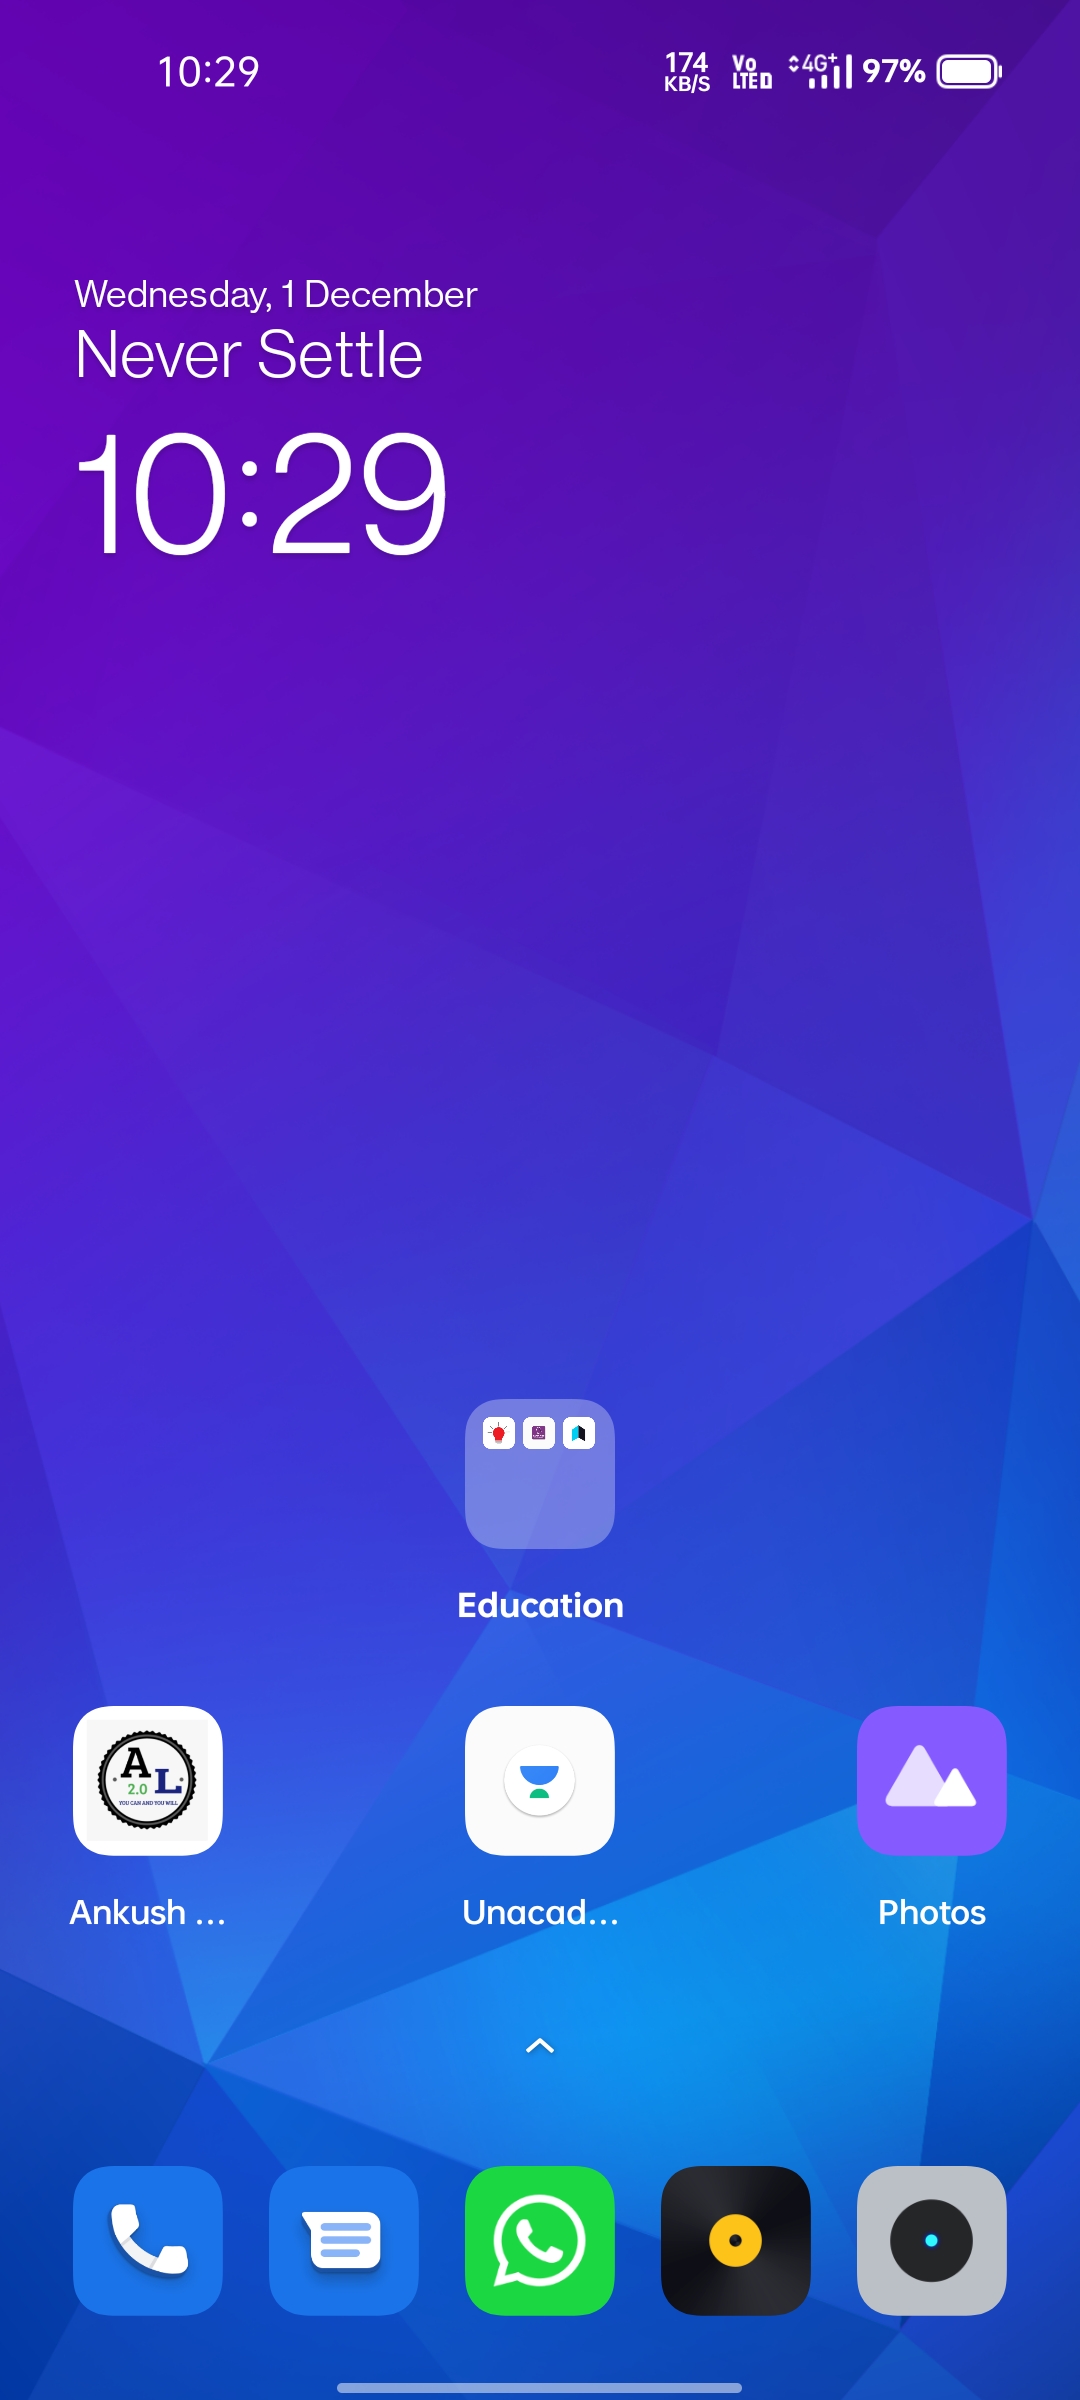 10:29
174
KB/S
Vo
LTE
4G+
97%
Wednesday, 1 December
Never Settle
10:29
Education
A
L
2.0
YOU CAN AND YOU WILL
Ankush ...
Unacad...
Photos